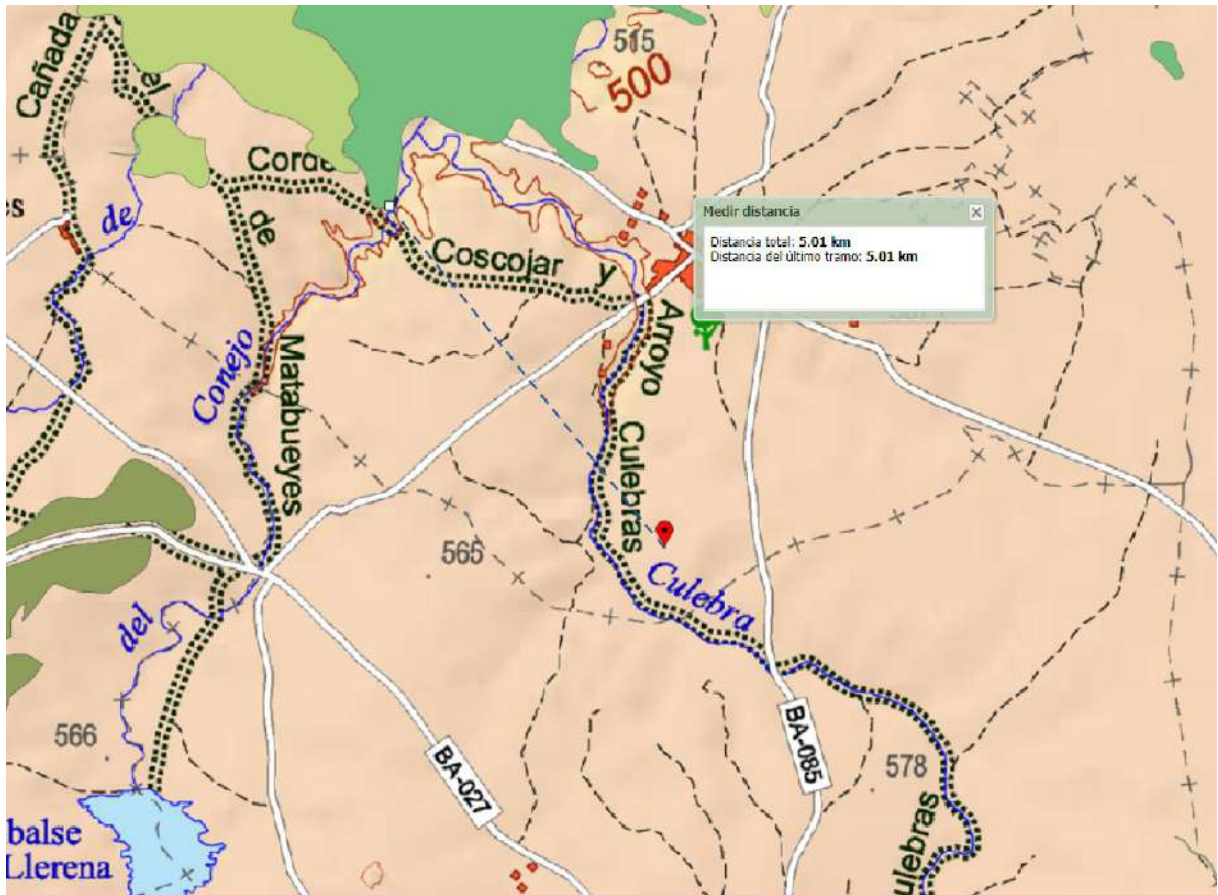 515
500
Cañada
de
Corde
de
Coscojar y
Medir distancia
Distancia total: 5.01 km
Distancia del último tramo: 5.01 km
Arroyo
Conejo
Matabueyes
Culebras
565
Culebra
del
566
BA-027
BA-085
578
balse
Llerena
ulebras